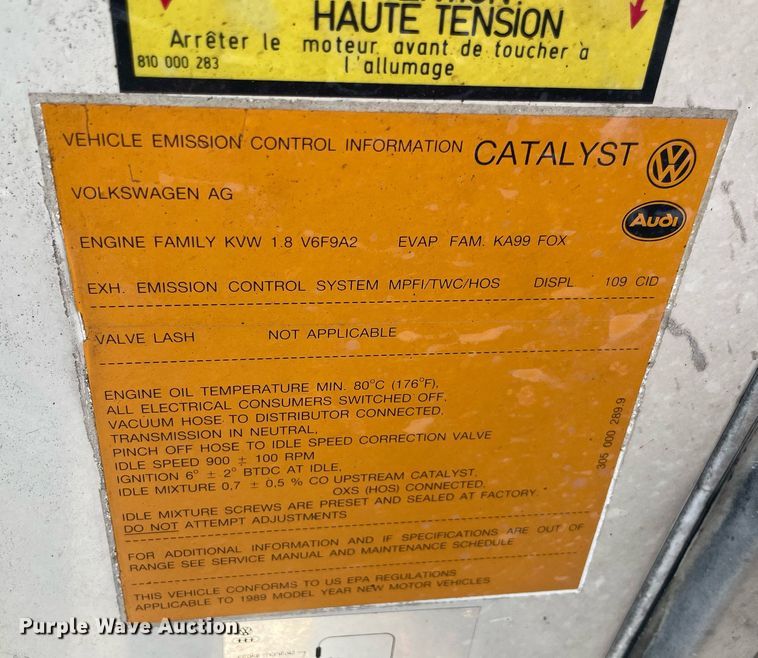 HAUTE TENSION
Arrêter le moteur avant de toucher a
810 000 283
l'allumage
VEHICLE EMISSION CONTROL INFORMATION CATALYST
VOLKSWAGEN AG
Audi
ENGINE FAMILY KVW 1.8 V6F9A2 EVAP FAM. KA99 FOX
EXH. EMISSION CONTROL SYSTEM MPFI/TWC/HOS DISPL 109 CID
VALVE LASH NOT APPLICABLE
ENGINE OIL TEMPERATURE MIN. 80°C (176°F),
ALL ELECTRICAL CONSUMERS SWITCHED OFF,
VACUUM HOSE TO DISTRIBUTOR CONNECTED,
TRANSMISSION IN NEUTRAL,
PINCH OFF HOSE TO IDLE SPEED CORRECTION VALVE
IDLE SPEED 900 ± 100 RPM
IGNITION 6° ± 2° BTDC AT IDLE,
IDLE MIXTURE 0,7 ± 0,5 % CO UPSTREAM CATALYST,
OXS (HOS) CONNECTED,
IDLE MIXTURE SCREWS ARE PRESET AND SEALED AT FACTORY.
DO NOT ATTEMPT ADJUSTMENTS
305 000 289.9
FOR ADDITIONAL INFORMATION AND IF SPECIFICATIONS ARE OUT OF
RANGE SEE SERVICE MANUAL AND MAINTENANCE SCHEDULE
THIS VEHICLE CONFORMS TO US EPA REGULATIONS
APPLICABLE TO 1989 MODEL YEAR NEW MOTOR VEHICLES
Purple Wave Auction